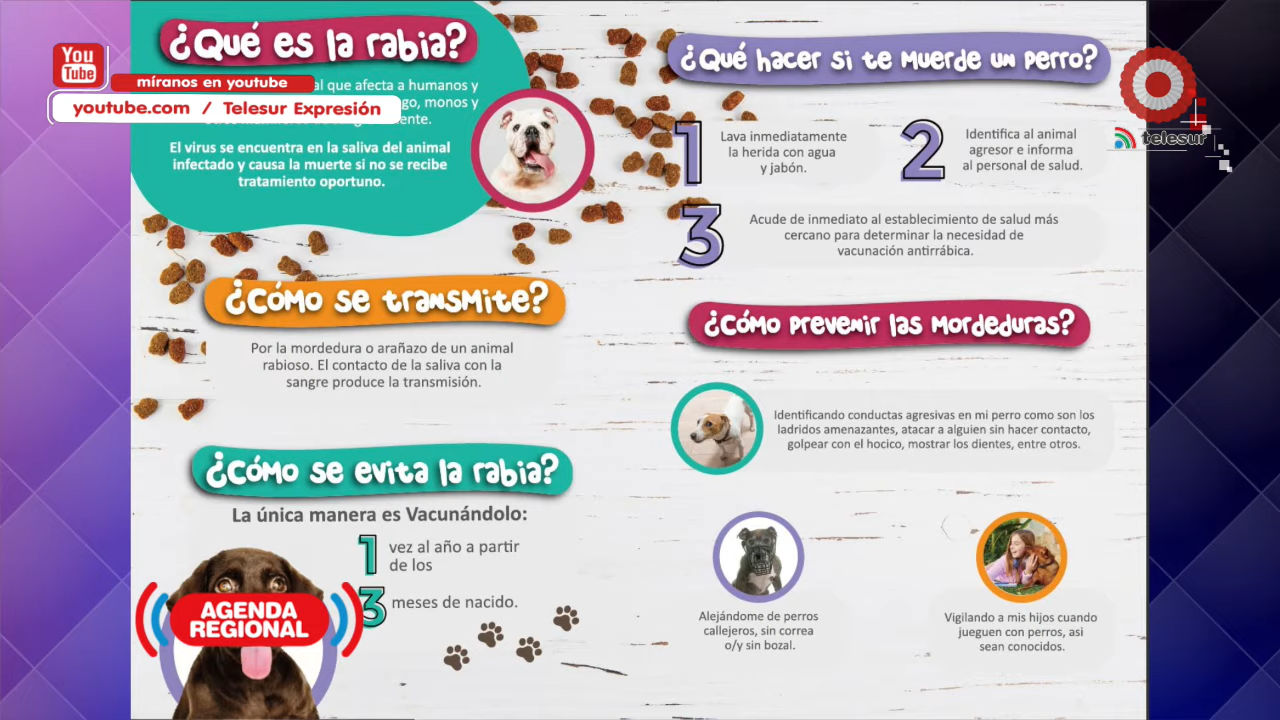 ¿Qué es la rabia?
You
Tube
míranos en youtube
youtube.com / Telesur Expresión
al que afecta a humanos y
go, monos y
ente.
El virus se encuentra en la saliva del animal
infectado y causa la muerte si no se recibe
tratamiento oportuno.
¿Cómo se transmite?
Por la mordedura o arañazo de un animal
rabioso. El contacto de la saliva con la
sangre produce la transmisión.
¿Cómo se evita la rabia?
La única manera es Vacunándolo:
1 vez al año a partir
de los
3 meses de nacido.
AGENDA
REGIONAL
¿Qué hacer si te muerde un perro?
telesur
1 Lava inmediatamente
la herida con agua
y jabón.
2 Identifica al animal
agresor e informa
al personal de salud.
3 Acude de inmediato al establecimiento de salud más
cercano para determinar la necesidad de
vacunación antirrábica.
¿Cómo prevenir las mordeduras?
Identificando conductas agresivas en mi perro como son los
ladridos amenazantes, atacar a alguien sin hacer contacto,
golpear con el hocico, mostrar los dientes, entre otros.
Alejándome de perros
callejeros, sin correa
o/y sin bozal.
Vigilando a mis hijos cuando
jueguen con perros, asi
sean conocidos.